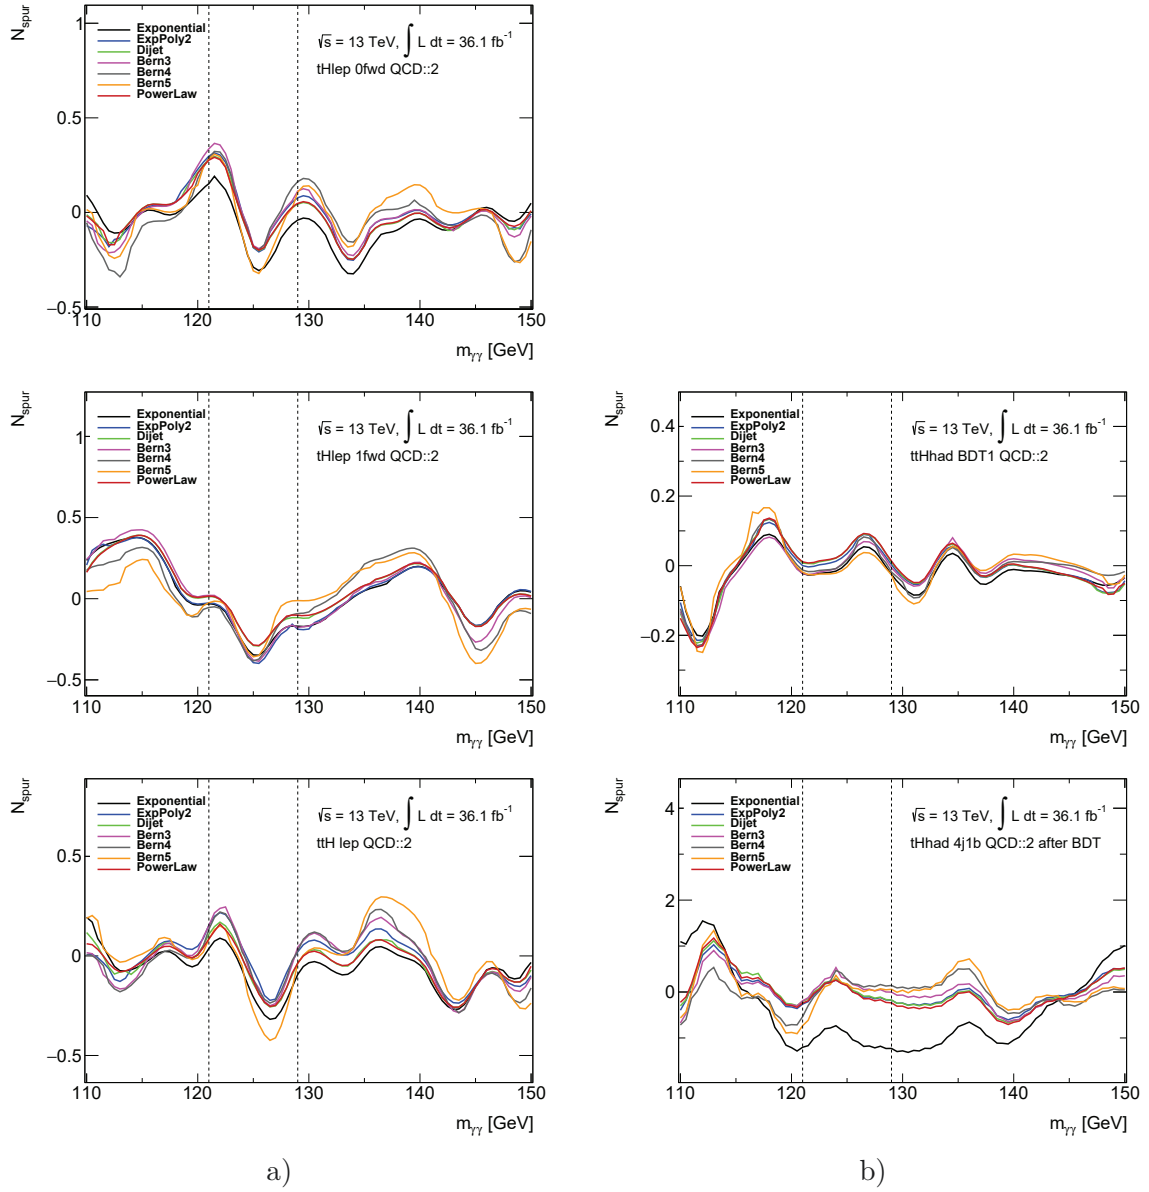 N_spur
1
0.5
0
−0.5
Exponential
ExpPoly2
Dijet
Bern3
Bern4
Bern5
PowerLaw
√s = 13 TeV, ∫ L dt = 36.1 fb⁻¹
tHlep 0fwd QCD::2
110 120 130 140 150
m_γγ [GeV]
N_spur
1
0.5
0
−0.5
Exponential
ExpPoly2
Dijet
Bern3
Bern4
Bern5
PowerLaw
√s = 13 TeV, ∫ L dt = 36.1 fb⁻¹
tHlep 1fwd QCD::2
110 120 130 140 150
m_γγ [GeV]
N_spur
0.4
0.2
0
−0.2
Exponential
ExpPoly2
Dijet
Bern3
Bern4
Bern5
PowerLaw
√s = 13 TeV, ∫ L dt = 36.1 fb⁻¹
ttHhad BDT1 QCD::2
110 120 130 140 150
m_γγ [GeV]
N_spur
0.5
0
−0.5
Exponential
ExpPoly2
Dijet
Bern3
Bern4
Bern5
PowerLaw
√s = 13 TeV, ∫ L dt = 36.1 fb⁻¹
ttH lep QCD::2
110 120 130 140 150
m_γγ [GeV]
N_spur
4
2
0
Exponential
ExpPoly2
Dijet
Bern3
Bern4
Bern5
PowerLaw
√s = 13 TeV, ∫ L dt = 36.1 fb⁻¹
tHhad 4j1b QCD::2 after BDT
110 120 130 140 150
m_γγ [GeV]
a)
b)